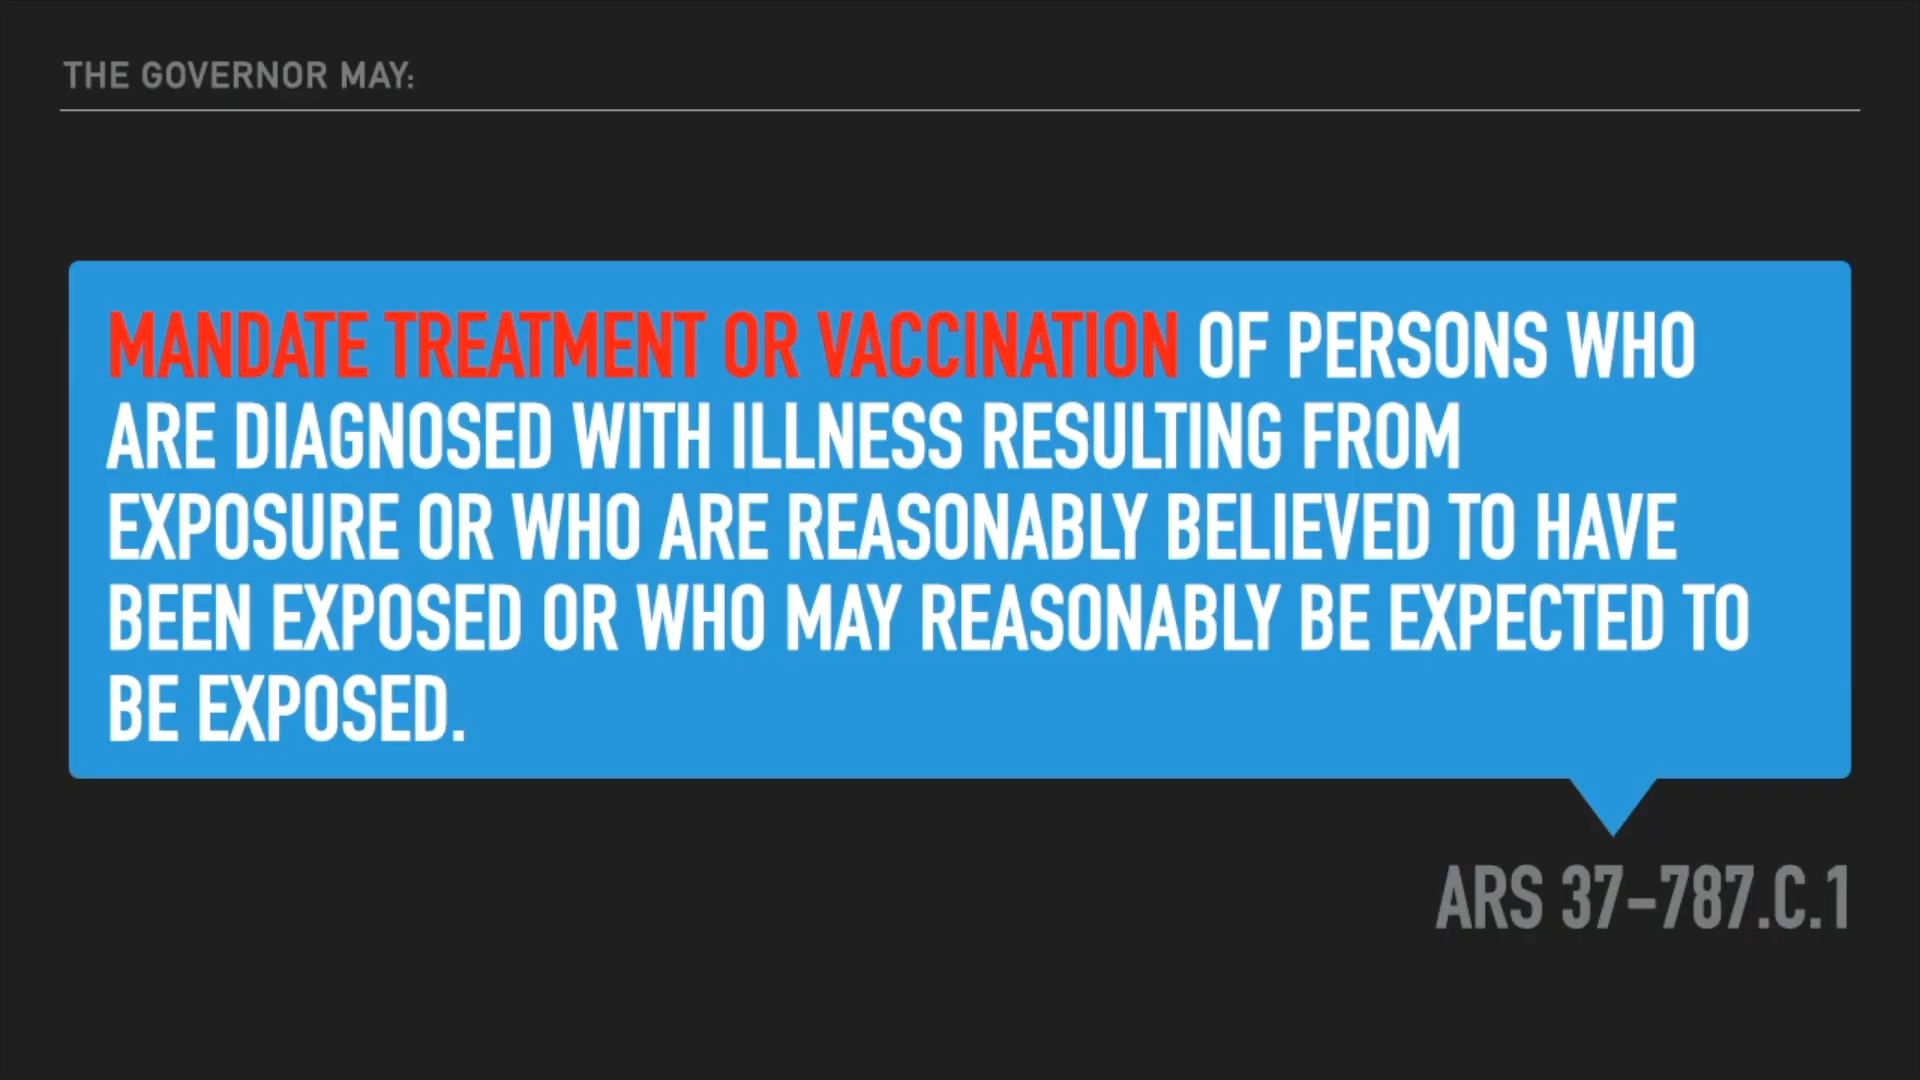 THE GOVERNOR MAY:
MANDATE TREATMENT OR VACCINATION OF PERSONS WHO
ARE DIAGNOSED WITH ILLNESS RESULTING FROM
EXPOSURE OR WHO ARE REASONABLY BELIEVED TO HAVE
BEEN EXPOSED OR WHO MAY REASONABLY BE EXPECTED TO
BE EXPOSED.
ARS 37-787.C.1